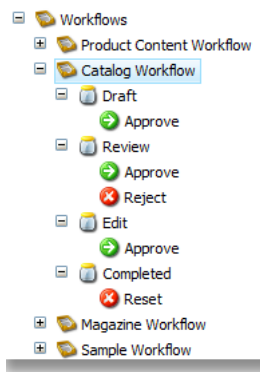 Workflows
Product Content Workflow
Catalog Workflow
Draft
Approve
Review
Approve
Reject
Edit
Approve
Completed
Reset
Magazine Workflow
Sample Workflow